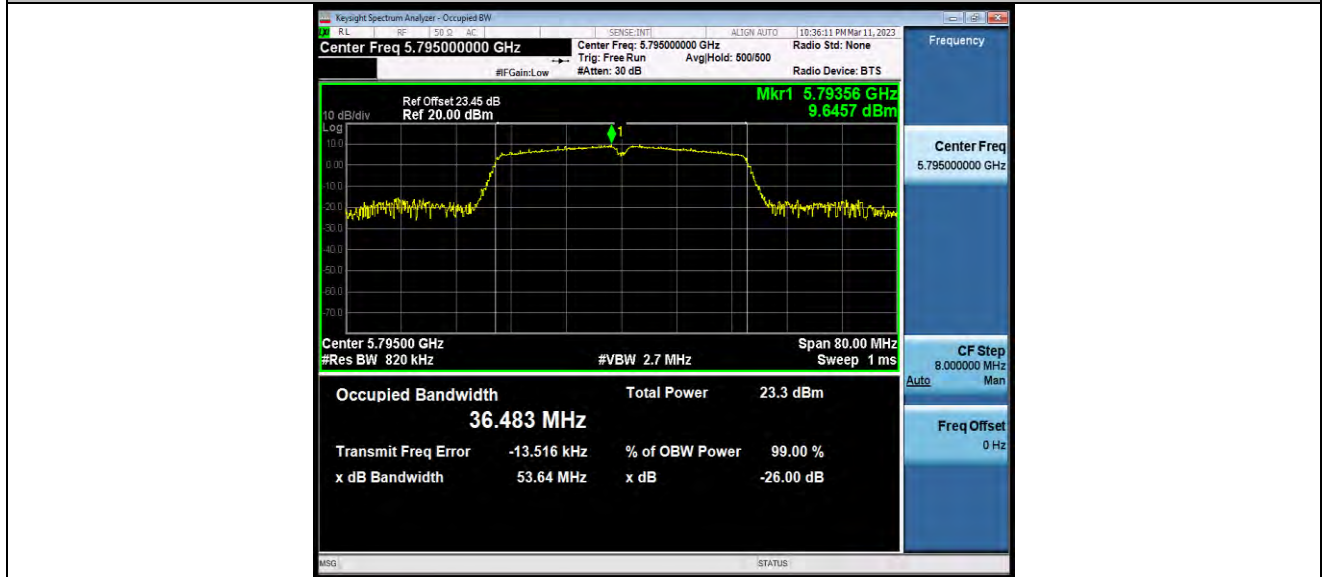 Keysight Spectrum Analyzer - Occupied BW
RL RF 50 Ω AC SENSE:INT ALIGN AUTO 10:36:11 PM Mar 11, 2023
Center Freq 5.795000000 GHz
Center Freq: 5.795000000 GHz Radio Std: None
Trig: Free Run Avg|Hold: 500/500
#IFGain:Low #Atten: 30 dB Radio Device: BTS
Frequency
Mkr1 5.79356 GHz
9.6457 dBm
Ref Offset 23.45 dB
10 dB/div Ref 20.00 dBm
Log
1
10.0
0.00
-10.0
-20.0
-30.0
-40.0
-50.0
-60.0
-70.0
Center 5.79500 GHz Span 80.00 MHz
#Res BW 820 kHz #VBW 2.7 MHz Sweep 1 ms
Center Freq
5.795000000 GHz
CF Step
8.000000 MHz
Auto Man
Freq Offset
0 Hz
Occupied Bandwidth Total Power 23.3 dBm
36.483 MHz
Transmit Freq Error -13.516 kHz % of OBW Power 99.00 %
x dB Bandwidth 53.64 MHz x dB -26.00 dB
MSG STATUS